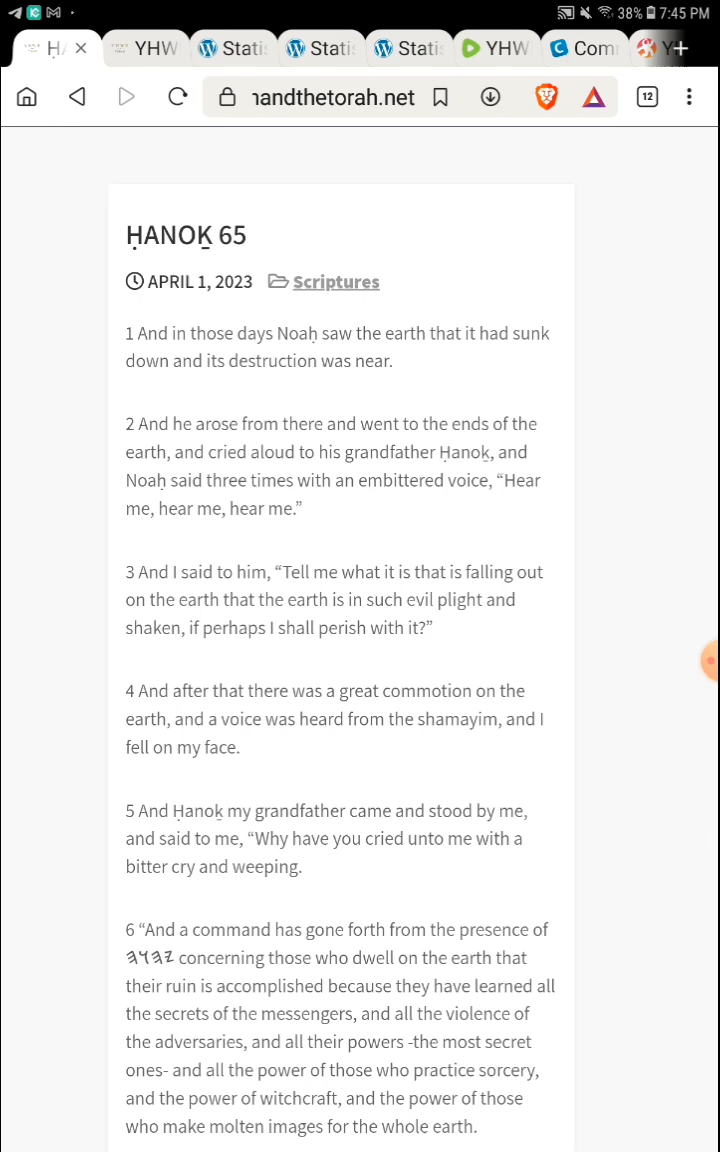 38% 7:45 PM
Ḥ YHW Statis Statis Statis YHW Com Y
handthetorah.net 12
ḤANOḴ 65
APRIL 1, 2023 Scriptures
1 And in those days Noaḥ saw the earth that it had sunk
down and its destruction was near.
2 And he arose from there and went to the ends of the
earth, and cried aloud to his grandfather Ḥanoḵ, and
Noaḥ said three times with an embittered voice, “Hear
me, hear me, hear me.”
3 And I said to him, “Tell me what it is that is falling out
on the earth that the earth is in such evil plight and
shaken, if perhaps I shall perish with it?”
4 And after that there was a great commotion on the
earth, and a voice was heard from the shamayim, and I
fell on my face.
5 And Ḥanoḵ my grandfather came and stood by me,
and said to me, “Why have you cried unto me with a
bitter cry and weeping.
6 “And a command has gone forth from the presence of
𐤉𐤄𐤅𐤄 concerning those who dwell on the earth that
their ruin is accomplished because they have learned all
the secrets of the messengers, and all the violence of
the adversaries, and all their powers -the most secret
ones- and all the power of those who practice sorcery,
and the power of witchcraft, and the power of those
who make molten images for the whole earth.